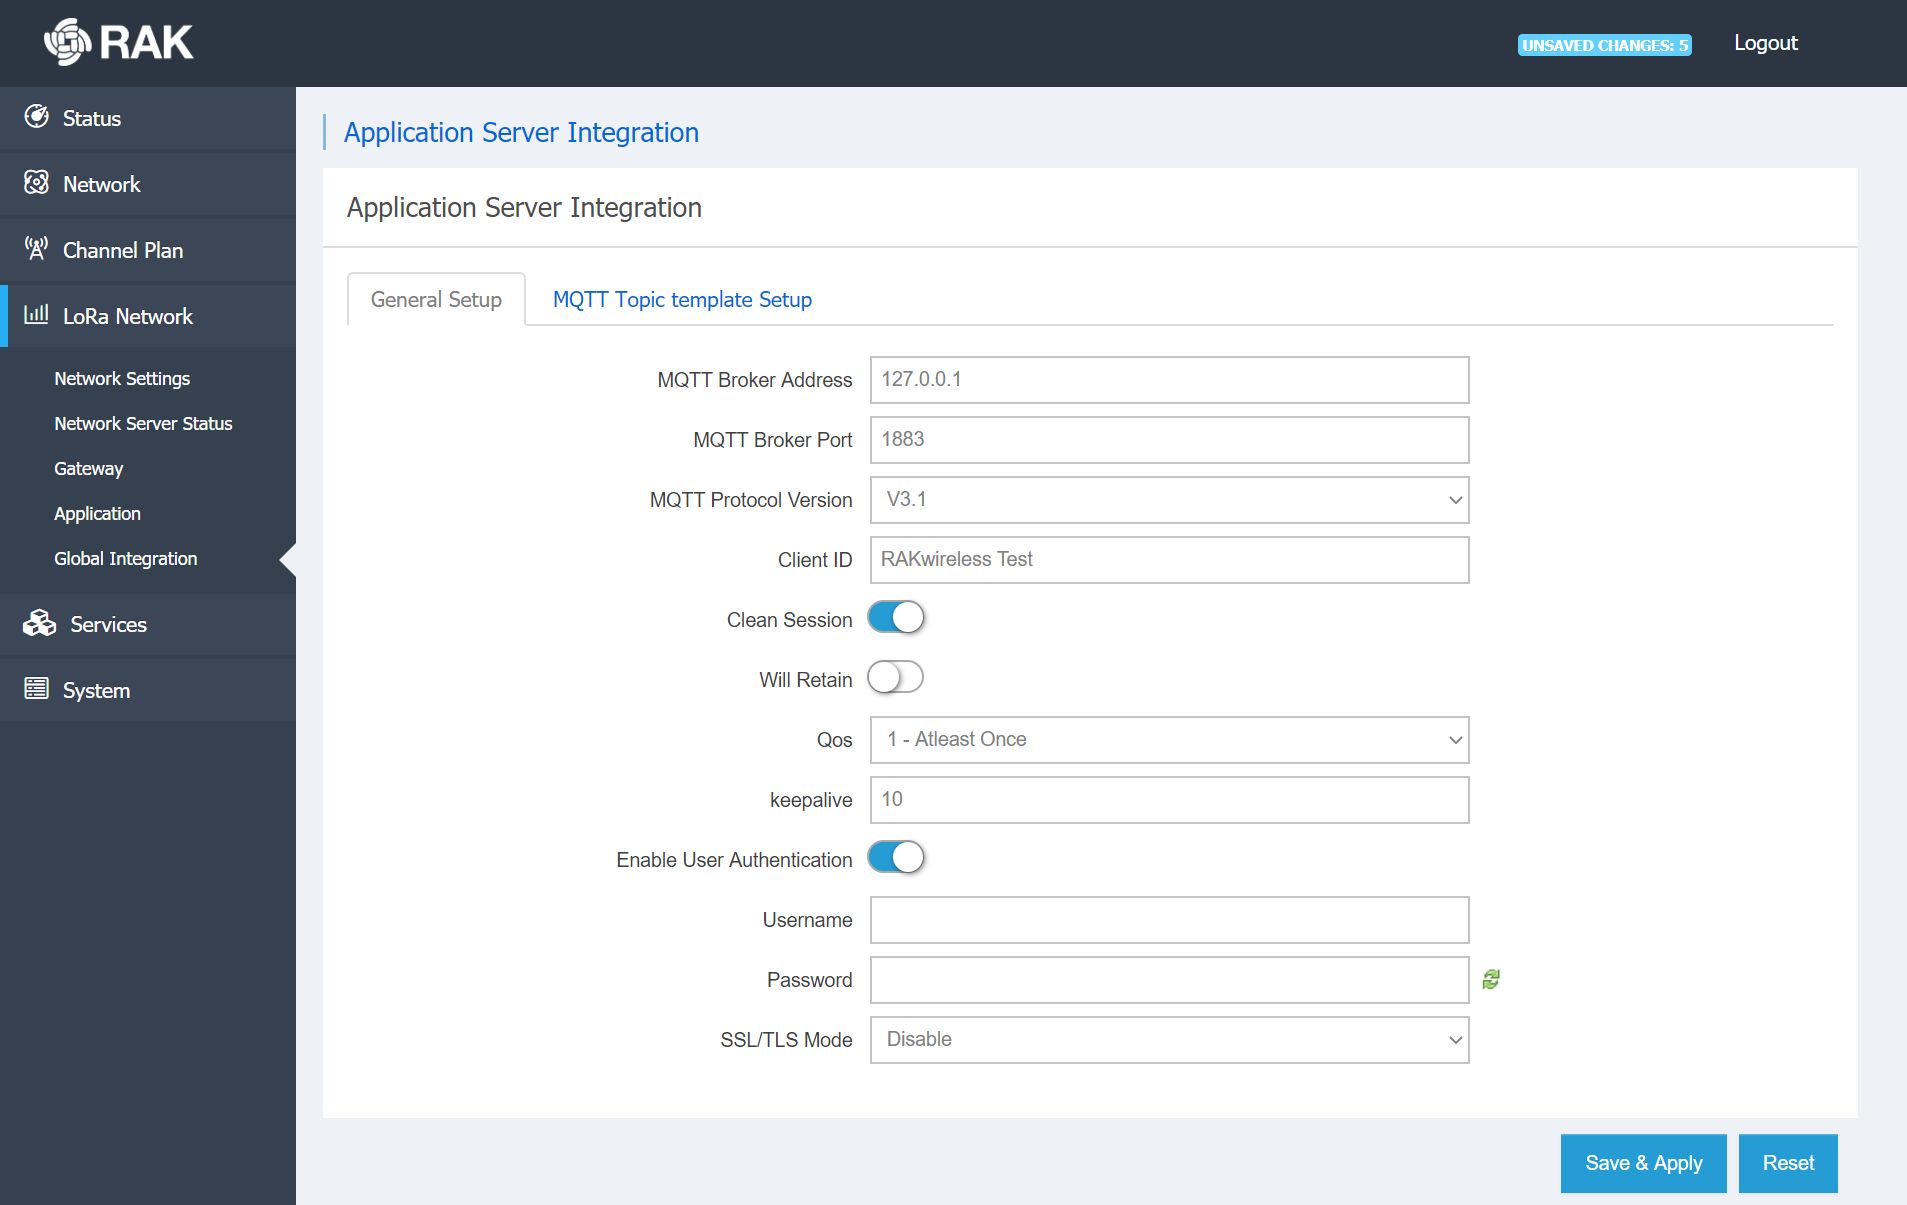 RAK
UNSAVED CHANGES: 5
Logout
Status
Network
Channel Plan
LoRa Network
Network Settings
Network Server Status
Gateway
Application
Global Integration
Services
System
Application Server Integration
Application Server Integration
General Setup
MQTT Topic template Setup
MQTT Broker Address 127.0.0.1
MQTT Broker Port 1883
MQTT Protocol Version V3.1
Client ID RAKwireless Test
Clean Session
Will Retain
Qos 1 - Atleast Once
keepalive 10
Enable User Authentication
Username
Password
SSL/TLS Mode Disable
Save & Apply
Reset